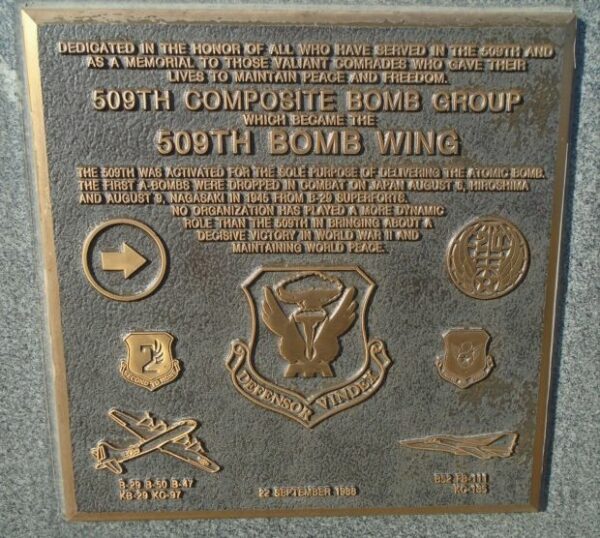 DEDICATED IN THE HONOR OF ALL WHO HAVE SERVED IN THE 509TH AND
AS A MEMORIAL TO THOSE VALIANT COMRADES WHO GAVE THEIR
LIVES TO MAINTAIN PEACE AND FREEDOM.
509TH COMPOSITE BOMB GROUP
WHICH BECAME THE
509TH BOMB WING
THE 509TH WAS ACTIVATED FOR THE SOLE PURPOSE OF DELIVERING THE ATOMIC BOMB.
THE FIRST A-BOMBS WERE DROPPED IN COMBAT ON JAPAN AUGUST 6, HIROSHIMA
AND AUGUST 9, NAGASAKI IN 1945 FROM B-29 SUPERFORTS.
NO ORGANIZATION HAS PLAYED A MORE DYNAMIC
ROLE THAN THE 509TH IN BRINGING ABOUT A
DECISIVE VICTORY IN WORLD WAR II AND
MAINTAINING WORLD PEACE.
2
SECOND TO NONE
DEFENSOR VINDEX
B-29 B-50 B-47
KB-29 KC-97
22 SEPTEMBER
B52 FB-111
KC-135